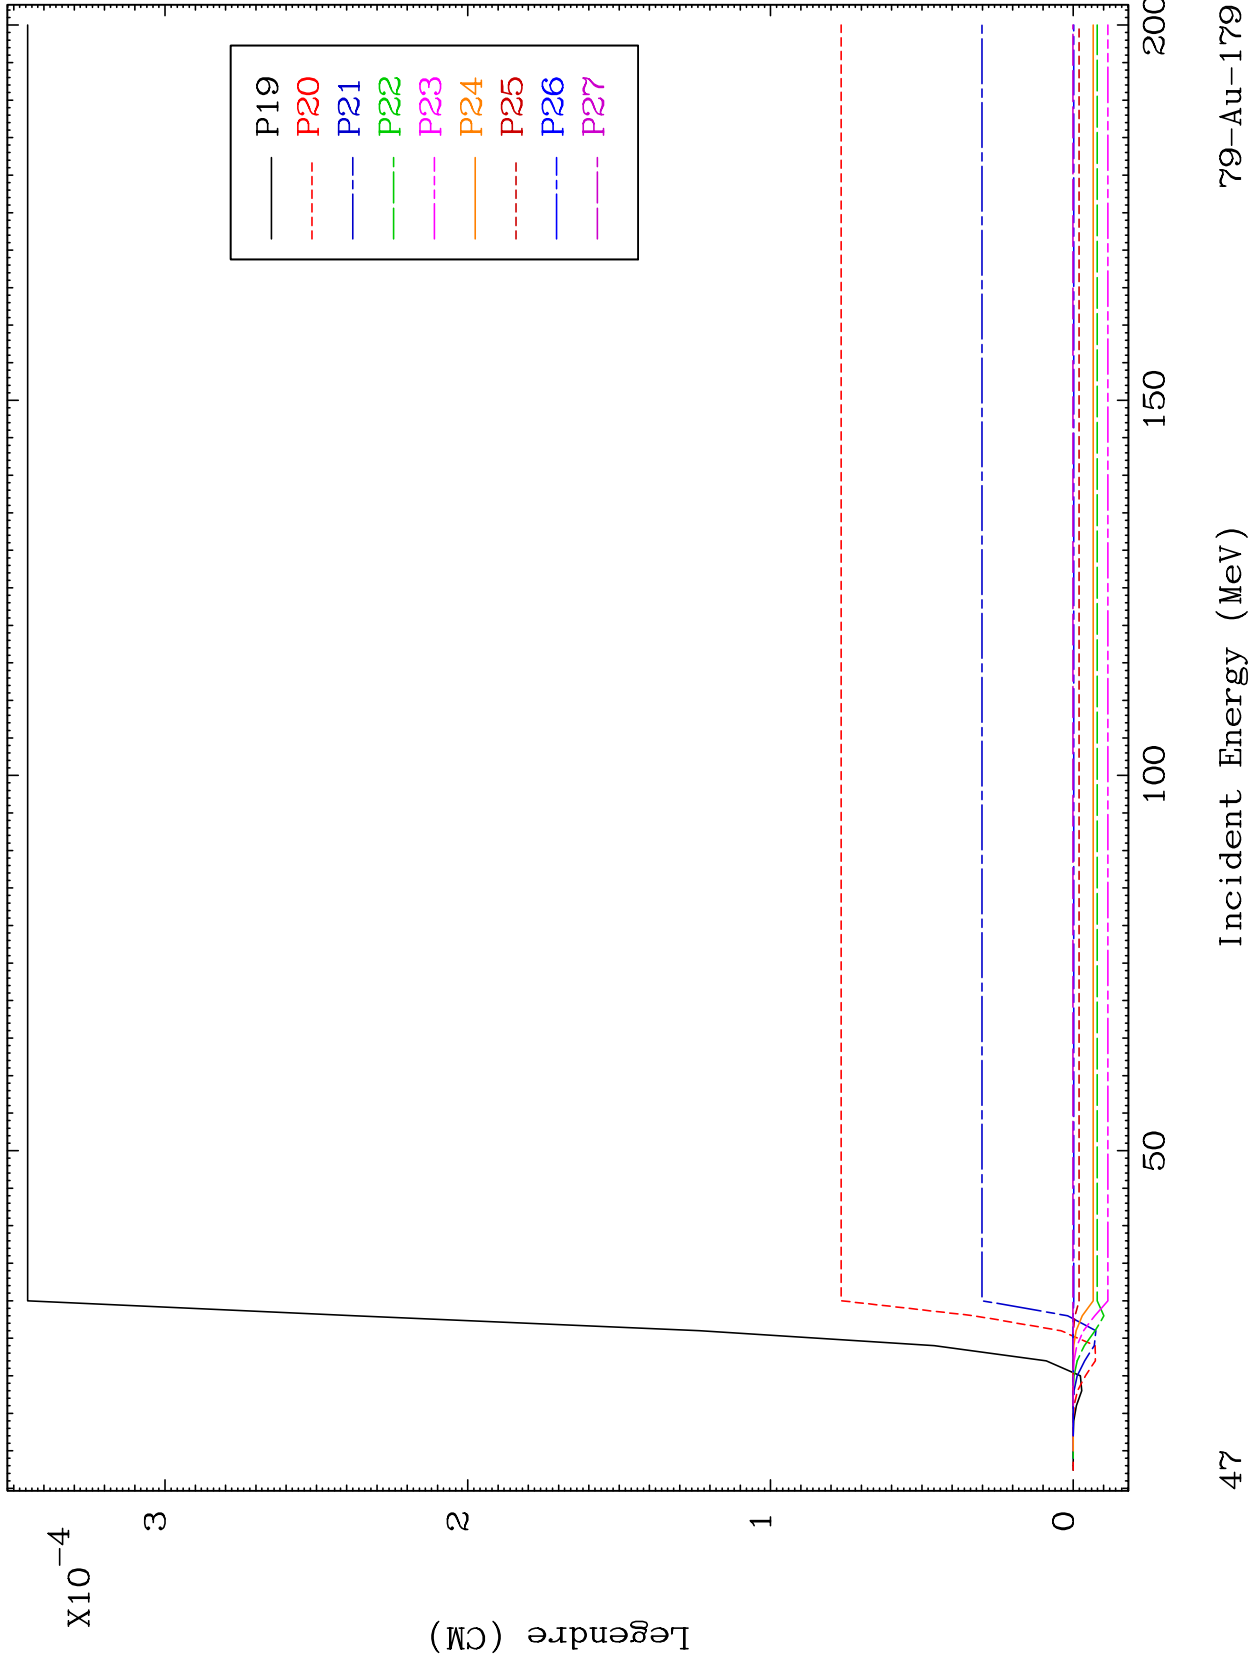 X10−4
3
2
1
0
Legendre (CM)
P19
P20
P21
P22
P23
P24
P25
P26
P27
50
100
150
200
Incident Energy (MeV)
47
79−Au−179